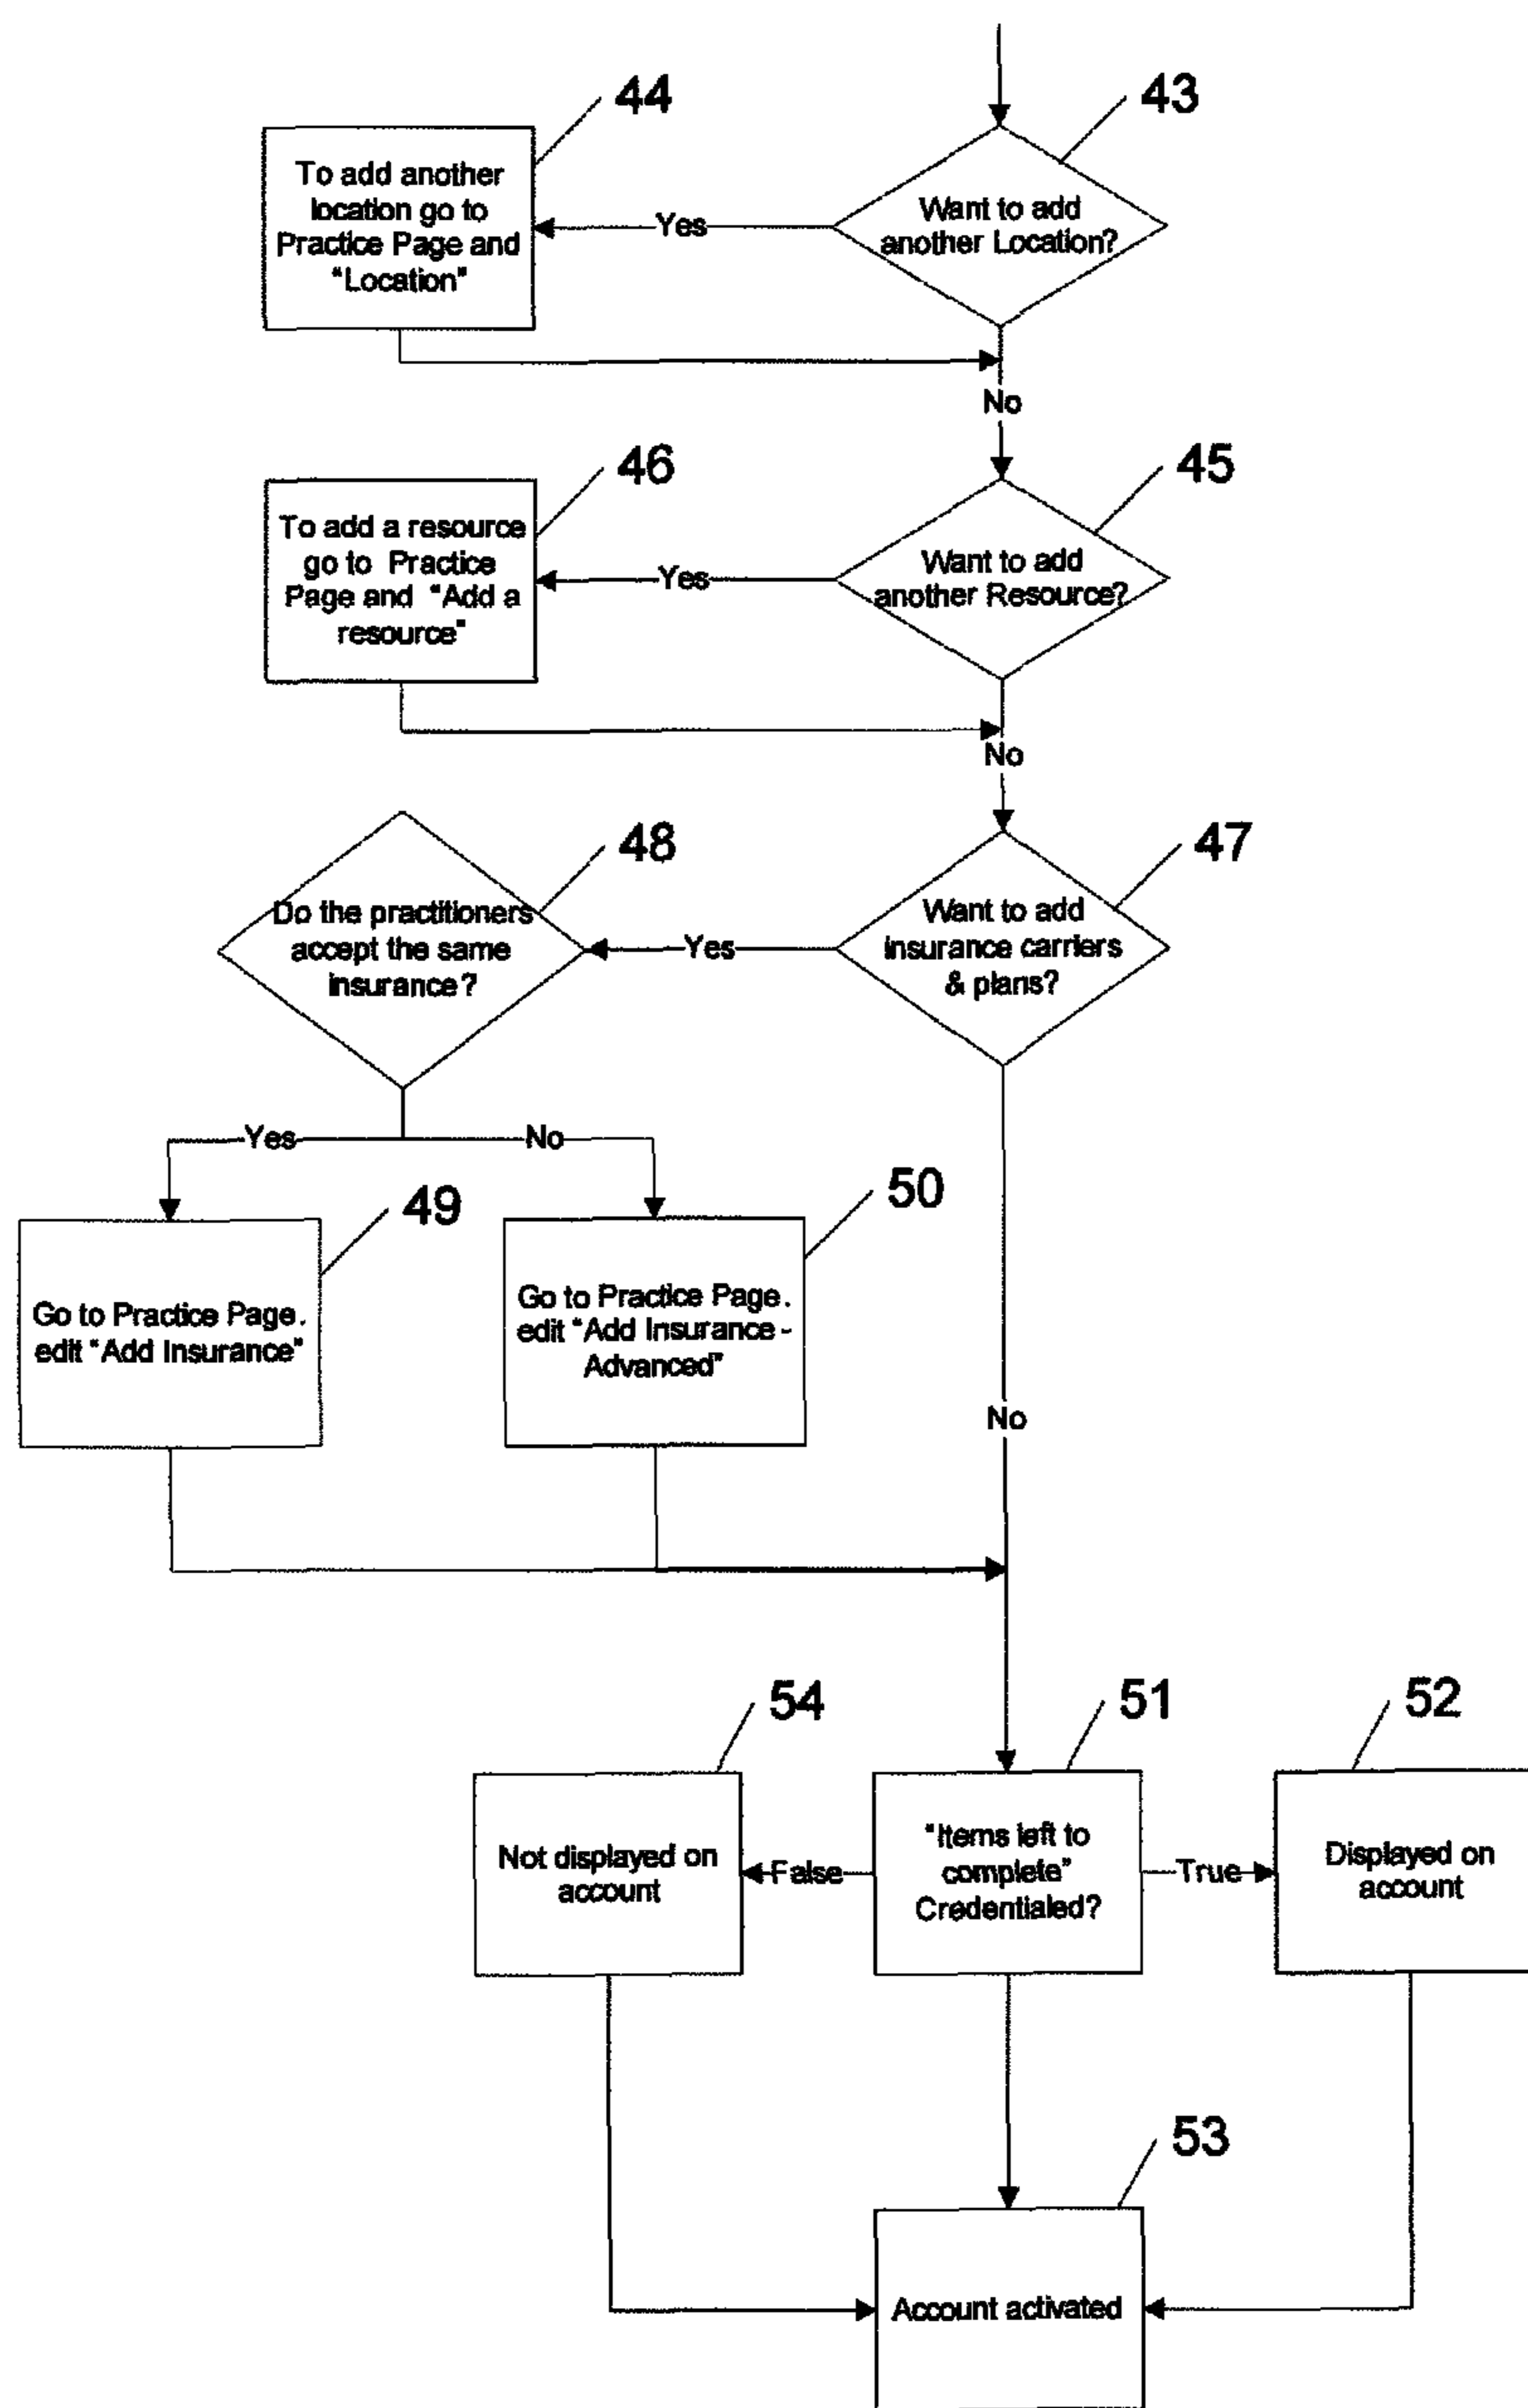 44
43
To add another
location go to
Practice Page and
"Location"
Yes
Want to add
another Location?
No
46
45
To add a resource
go to Practice
Page and "Add a
resource"
Yes
Want to add
another Resource?
No
48
47
Do the practitioners
accept the same
insurance?
Yes
Want to add
insurance carriers
& plans?
Yes
No
49
50
Go to Practice Page.
edit "Add Insurance"
Go to Practice Page.
edit "Add Insurance -
Advanced"
No
54
51
52
Not displayed on
account
False
"Items left to
complete"
Credentialed?
True
Displayed on
account
53
Account activated